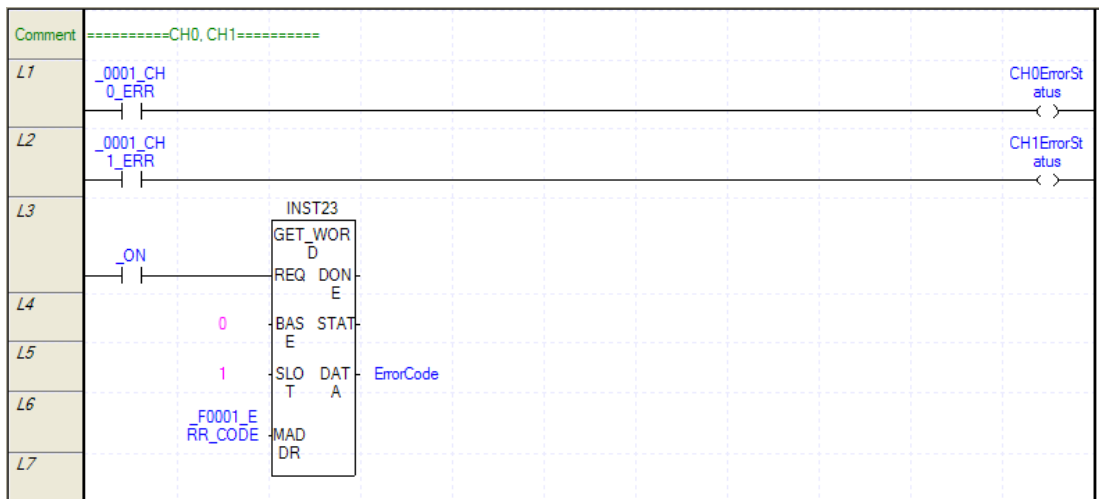 Comment ==========CH0, CH1==========
L1
_0001_CH
0_ERR
CH0ErrorSt
atus
L2
_0001_CH
1_ERR
CH1ErrorSt
atus
L3
INST23
GET_WOR
D
_ON
REQ DON
E
L4
0 BAS STAT
E
L5
1 SLO DAT ErrorCode
T A
L6
_F0001_E
RR_CODE MAD
DR
L7